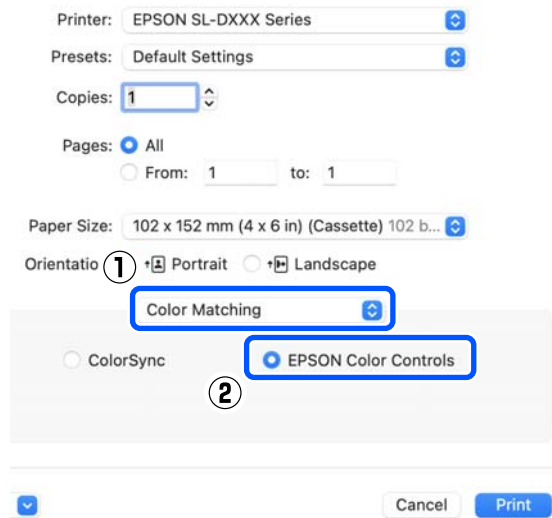 Printer: EPSON SL-DXXX Series
Presets: Default Settings
Copies: 1
Pages: All
From: 1 to: 1
Paper Size: 102 x 152 mm (4 x 6 in) (Cassette) 102 b...
Orientatio ① Portrait Landscape
Color Matching
ColorSync EPSON Color Controls
②
Cancel Print